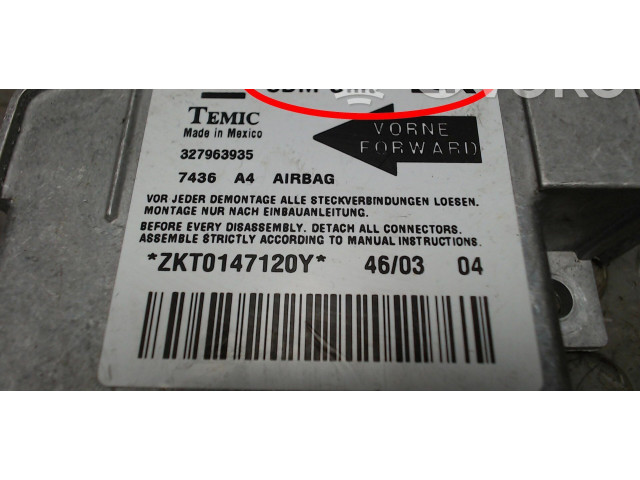 TEMIC
Made in Mexico
VORNE
FORWARD
327963935
7436 A4 AIRBAG
VOR JEDER DEMONTAGE ALLE STECKVERBINDUNGEN LOESEN.
MONTAGE NUR NACH EINBAUANLEITUNG.
BEFORE EVERY DISASSEMBLY. DETACH ALL CONNECTORS.
ASSEMBLE STRICTLY ACCORDING TO MANUAL INSTRUCTIONS.
*ZKT0147120Y* 46/03 04